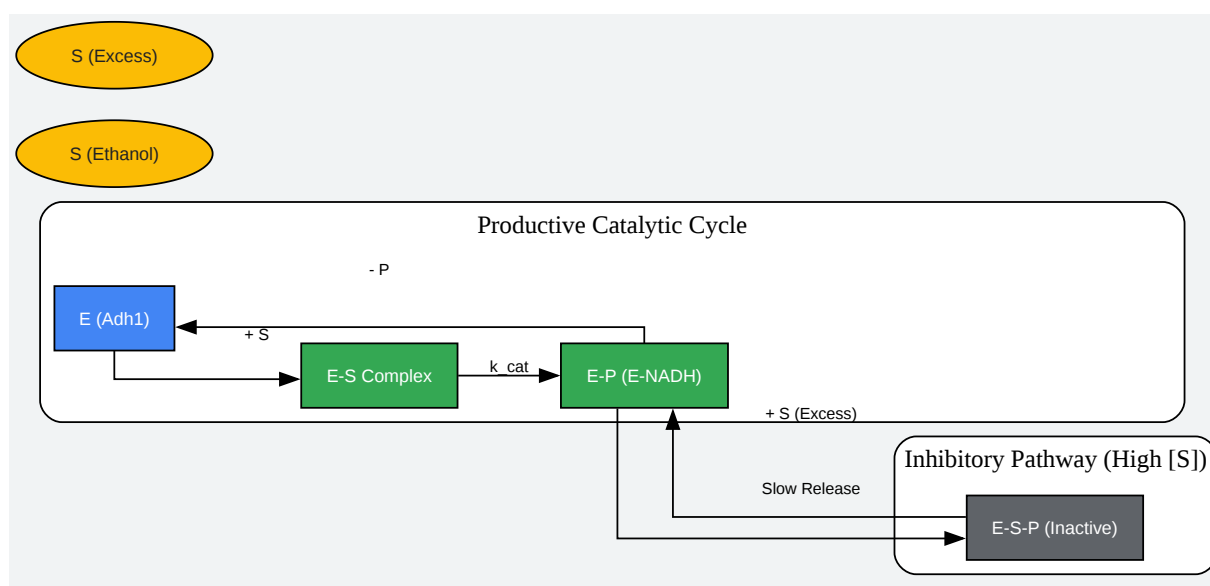 S (Excess)
S (Ethanol)
Productive Catalytic Cycle
- P
E (Adh1)
+ S
E-S Complex
k_cat
E-P (E-NADH)
+ S (Excess)
Inhibitory Pathway (High [S])
Slow Release
E-S-P (Inactive)